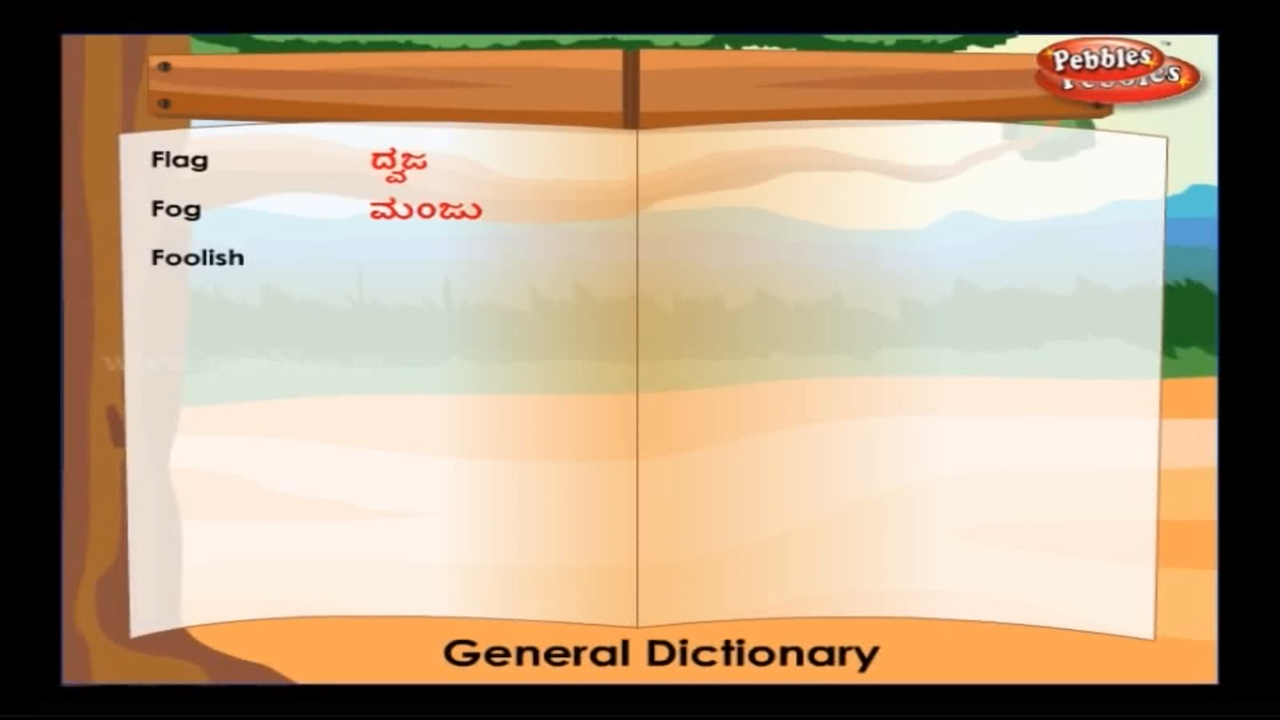 Pebbles
Flag ದ್ವಜ
Fog ಮಂಜು
Foolish
General Dictionary